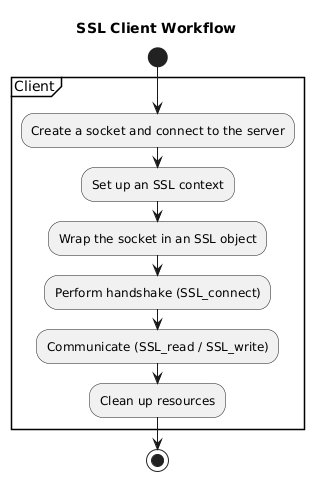 SSL Client Workflow
Client
Create a socket and connect to the server
Set up an SSL context
Wrap the socket in an SSL object
Perform handshake (SSL_connect)
Communicate (SSL_read / SSL_write)
Clean up resources